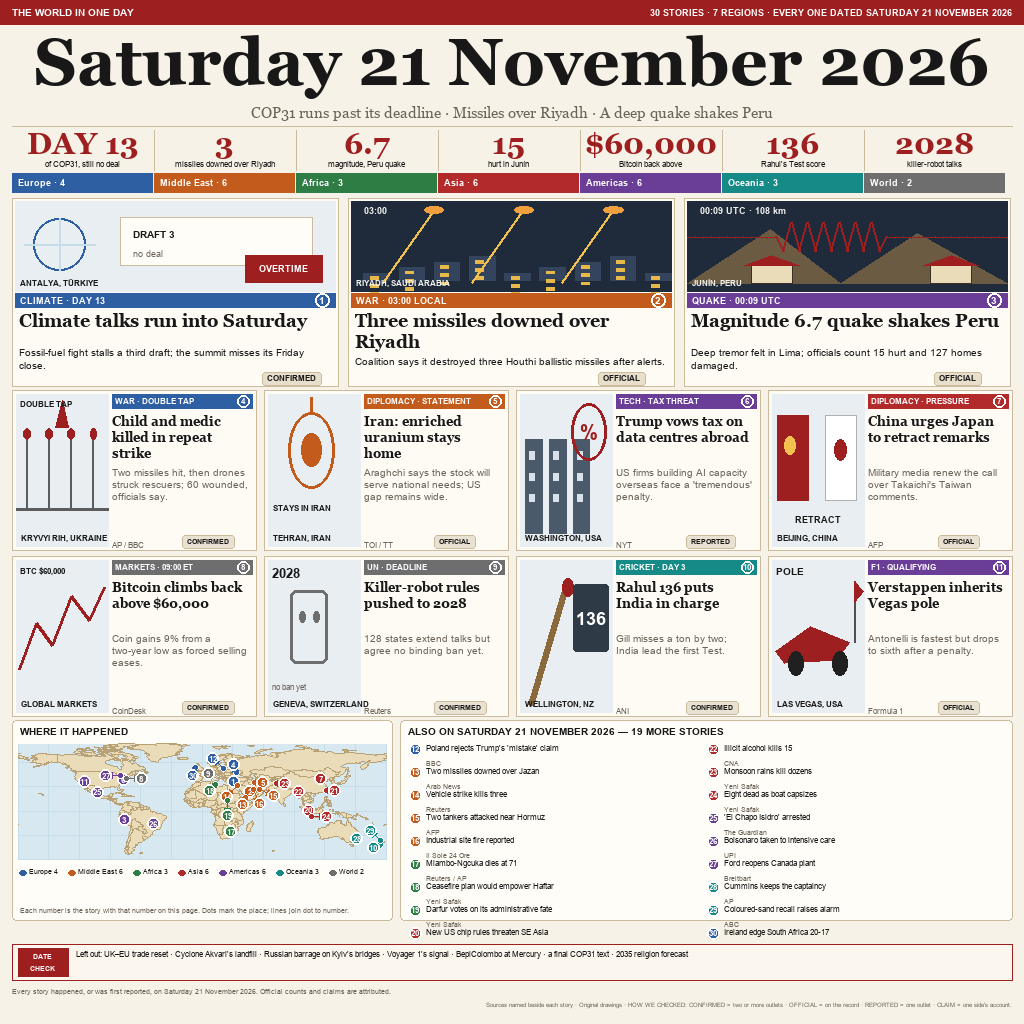 THE WORLD IN ONE DAY
30 STORIES · 7 REGIONS · EVERY ONE DATED SATURDAY 21 NOVEMBER 2026
Saturday 21 November 2026
COP31 runs past its deadline · Missiles over Riyadh · A deep quake shakes Peru
DAY 13
of COP31, still no deal
3
missiles downed over Riyadh
6.7
magnitude, Peru quake
15
hurt in Junín
$60,000
Bitcoin back above
136
Rahul's Test score
2028
killer-robot talks
Europe · 4
Middle East · 6
Africa · 3
Asia · 6
Americas · 6
Oceania · 3
World · 2
DRAFT 3
no deal
OVERTIME
ANTALYA, TÜRKIYE
CLIMATE · DAY 13
1
Climate talks run into Saturday
Fossil-fuel fight stalls a third draft; the summit misses its Friday
close.
CONFIRMED
03:00
RIYADH, SAUDI ARABIA
WAR · 03:00 LOCAL
2
Three missiles downed over
Riyadh
Coalition says it destroyed three Houthi ballistic missiles after alerts.
OFFICIAL
00:09 UTC · 108 km
JUNÍN, PERU
QUAKE · 00:09 UTC
3
Magnitude 6.7 quake shakes Peru
Deep tremor felt in Lima; officials count 15 hurt and 127 homes
damaged.
OFFICIAL
DOUBLE TAP
KRYVYI RIH, UKRAINE
WAR · DOUBLE TAP
4
Child and medic
killed in repeat
strike
Two missiles hit, then drones
struck rescuers; 60 wounded,
officials say.
AP / BBC
CONFIRMED
STAYS IN IRAN
TEHRAN, IRAN
DIPLOMACY · STATEMENT
5
Iran: enriched
uranium stays
home
Araghchi says the stock will
serve national needs; US
gap remains wide.
TOI / TT
OFFICIAL
%
WASHINGTON, USA
TECH · TAX THREAT
6
Trump vows tax on
data centres abroad
US firms building AI capacity
overseas face a 'tremendous'
penalty.
NYT
REPORTED
RETRACT
BEIJING, CHINA
DIPLOMACY · PRESSURE
7
China urges Japan
to retract remarks
Military media renew the call
over Takaichi's Taiwan
comments.
AFP
OFFICIAL
BTC $60,000
GLOBAL MARKETS
MARKETS · 09:00 ET
8
Bitcoin climbs back
above $60,000
Coin gains 9% from a
two-year low as forced selling
eases.
CoinDesk
CONFIRMED
2028
no ban yet
GENEVA, SWITZERLAND
UN · DEADLINE
9
Killer-robot rules
pushed to 2028
128 states extend talks but
agree no binding ban yet.
Reuters
CONFIRMED
136
WELLINGTON, NZ
CRICKET · DAY 3
10
Rahul 136 puts
India in charge
Gill misses a ton by two;
India lead the first Test.
ANI
CONFIRMED
POLE
LAS VEGAS, USA
F1 · QUALIFYING
11
Verstappen inherits
Vegas pole
Antonelli is fastest but drops
to sixth after a penalty.
Formula 1
CONFIRMED
WHERE IT HAPPENED
Europe 4
Middle East 6
Africa 3
Asia 6
Americas 6
Oceania 3
World 2
Each number is the story with that number on this page. Dots mark the place; lines join dot to number.
ALSO ON SATURDAY 21 NOVEMBER 2026 — 19 MORE STORIES
12 Poland rejects Trump's 'mistake' claim
BBC
13 Two missiles downed over Jazan
Arab News
14 Vehicle strike kills three
Reuters
15 Two tankers attacked near Hormuz
AFP
16 Industrial site fire reported
Il Sole 24 Ore
17 Mlambo-Ngcuka dies at 71
Reuters / AP
18 Ceasefire plan would empower Haftar
Yeni Safak
19 Darfur votes on its administrative fate
Yeni Safak
20 New US chip rules threaten SE Asia
22 Illicit alcohol kills 15
CNA
23 Monsoon rains kill dozens
Yeni Safak
24 Eight dead as boat capsizes
Yeni Safak
25 'El Chapo Isidro' arrested
The Guardian
26 Bolsonaro taken to intensive care
UPI
27 Ford reopens Canada plant
Breitbart
28 Cummins keeps the captaincy
AP
29 Coloured-sand recall raises alarm
ABC
30 Ireland edge South Africa 20-17
DATE
CHECK
Left out: UK–EU trade reset · Cyclone Akvari's landfill · Russian barrage on Kyiv's bridges · Voyager 1's signal · BepiColombo at Mercury · a final COP31 text · 2035 religion forecast
Every story happened, or was first reported, on Saturday 21 November 2026. Official counts and claims are attributed.
Sources named beside each story · Original drawings · HOW WE CHECKED: CONFIRMED = two or more outlets · OFFICIAL = on the record · REPORTED = one outlet · CLAIM = one side's account.